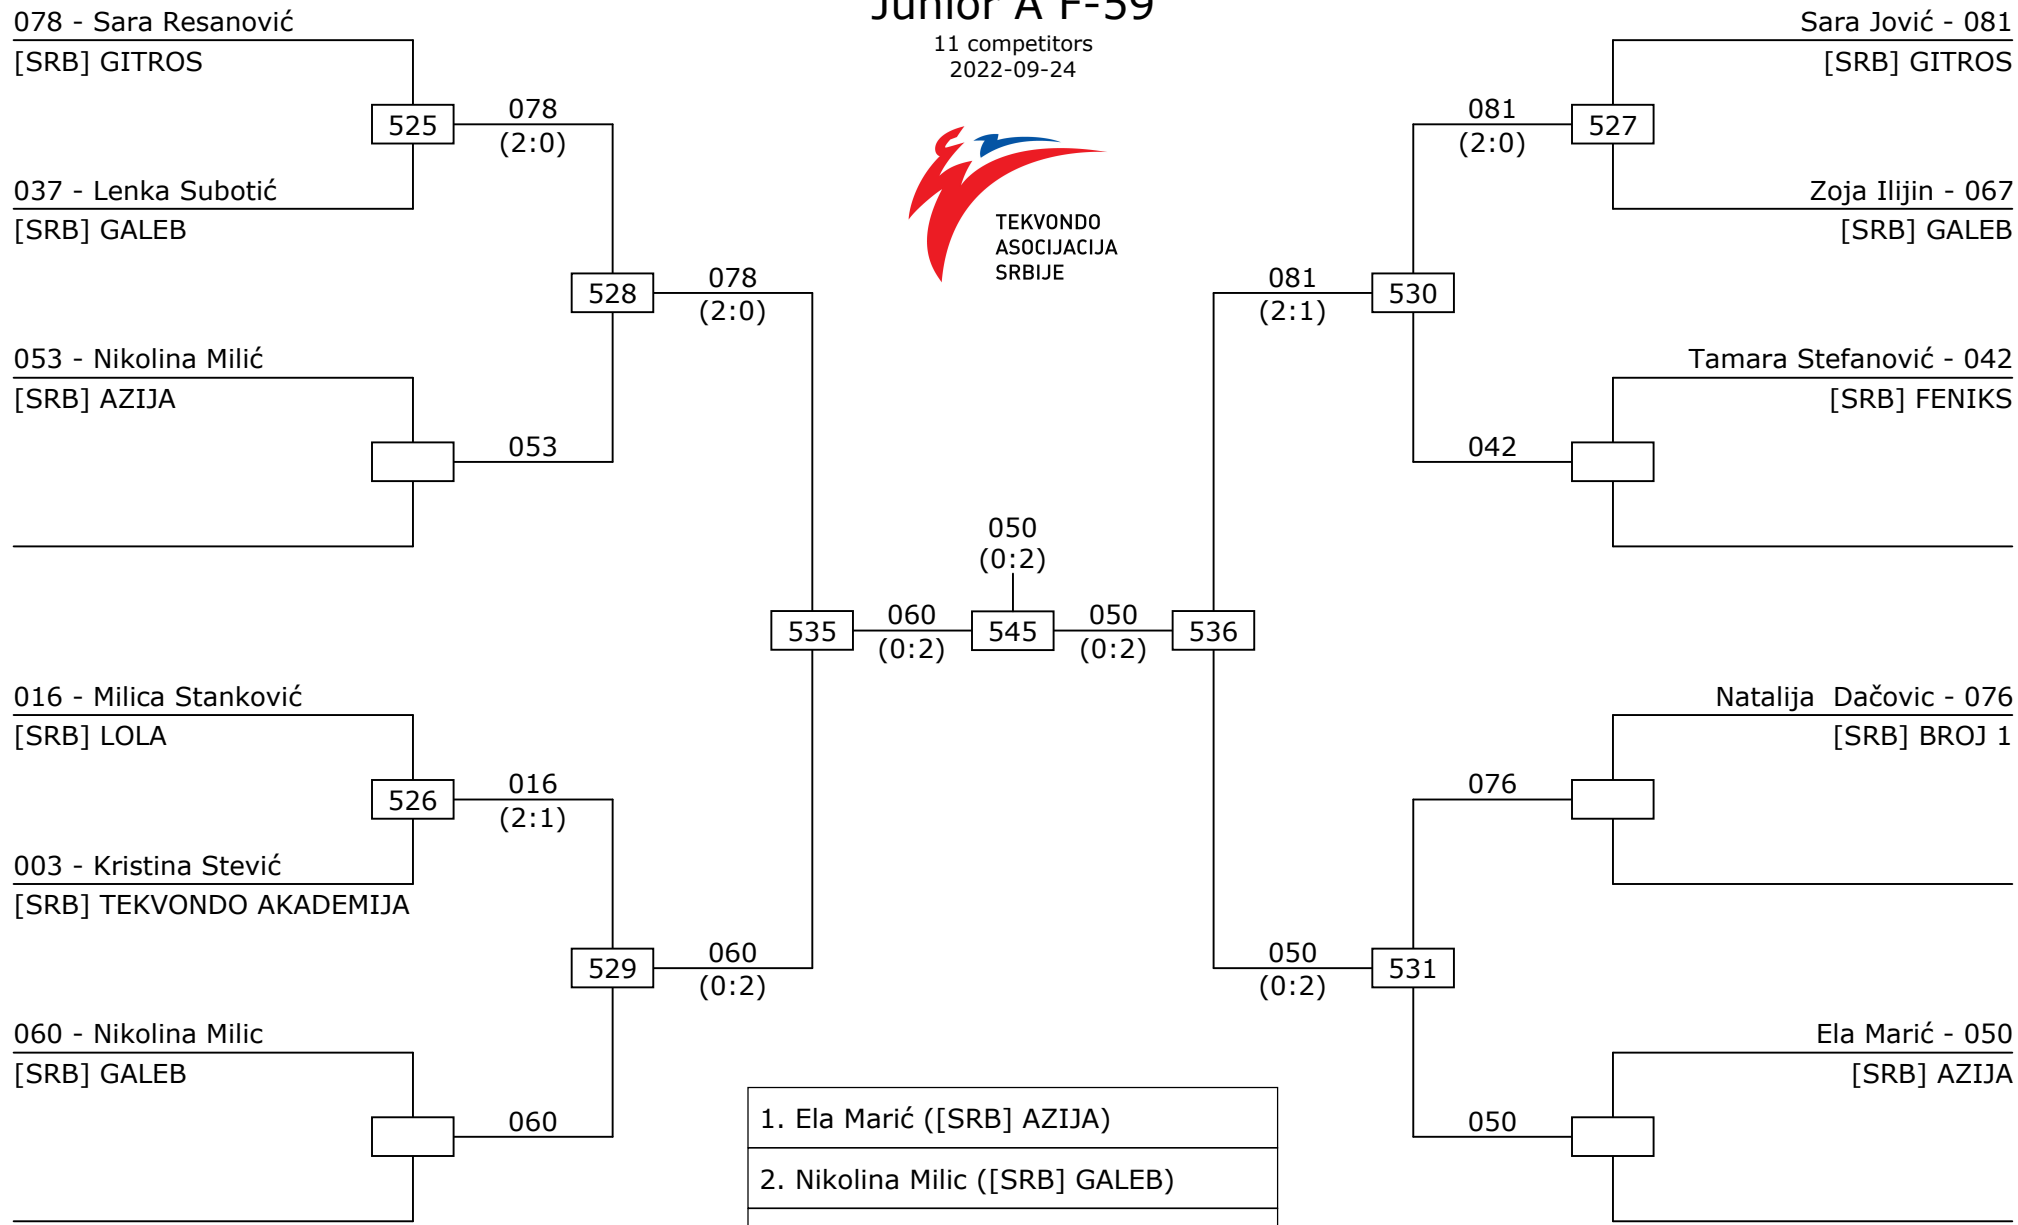 Junior A F-59
11 competitors
2022-09-24
TEKVONDO
ASOCIJACIJA
SRBIJE
078 - Sara Resanović
[SRB] GITROS
525
078
(2:0)
037 - Lenka Subotić
[SRB] GALEB
528
078
(2:0)
053 - Nikolina Milić
[SRB] AZIJA
053
016 - Milica Stanković
[SRB] LOLA
526
016
(2:1)
003 - Kristina Stević
[SRB] TEKVONDO AKADEMIJA
529
060
(0:2)
060 - Nikolina Milic
[SRB] GALEB
060
535
060
(0:2)
050
(0:2)
545
050
(0:2)
536
Sara Jović - 081
[SRB] GITROS
081
(2:0)
527
Zoja Ilijin - 067
[SRB] GALEB
081
(2:1)
530
Tamara Stefanović - 042
[SRB] FENIKS
042
Natalija  Dačovic - 076
[SRB] BROJ 1
076
050
(0:2)
531
Ela Marić - 050
[SRB] AZIJA
050
1. Ela Marić ([SRB] AZIJA)
2. Nikolina Milic ([SRB] GALEB)